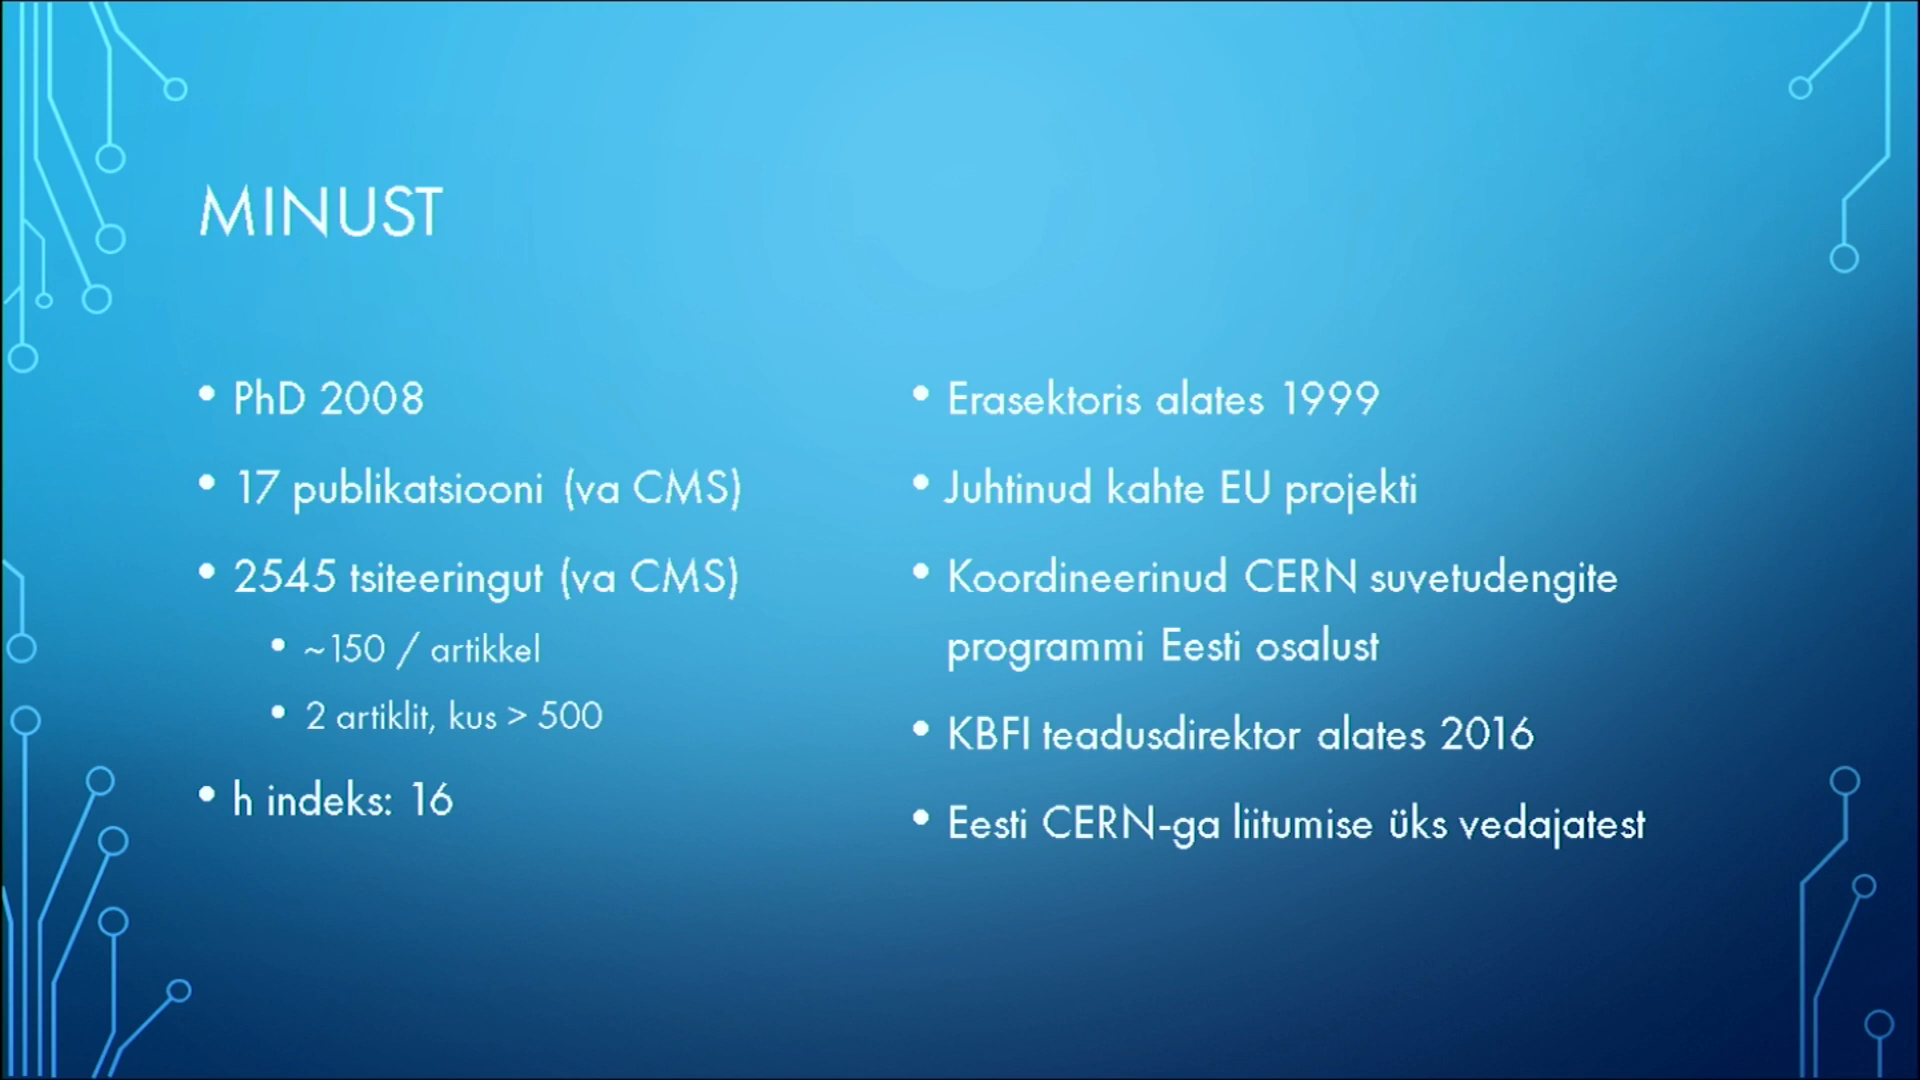 MINUST
• PhD 2008
• 17 publikatsiooni (va CMS)
• 2545 tsiteeringut (va CMS)
• ~150 / artikkel
• 2 artiklit, kus > 500
• h indeks: 16
• Erasektoris alates 1999
• Juhtinud kahte EU projekti
• Koordineerinud CERN suvetudengite
programmi Eesti osalust
• KBFI teadusdirektor alates 2016
• Eesti CERN-ga liitumise üks vedajatest